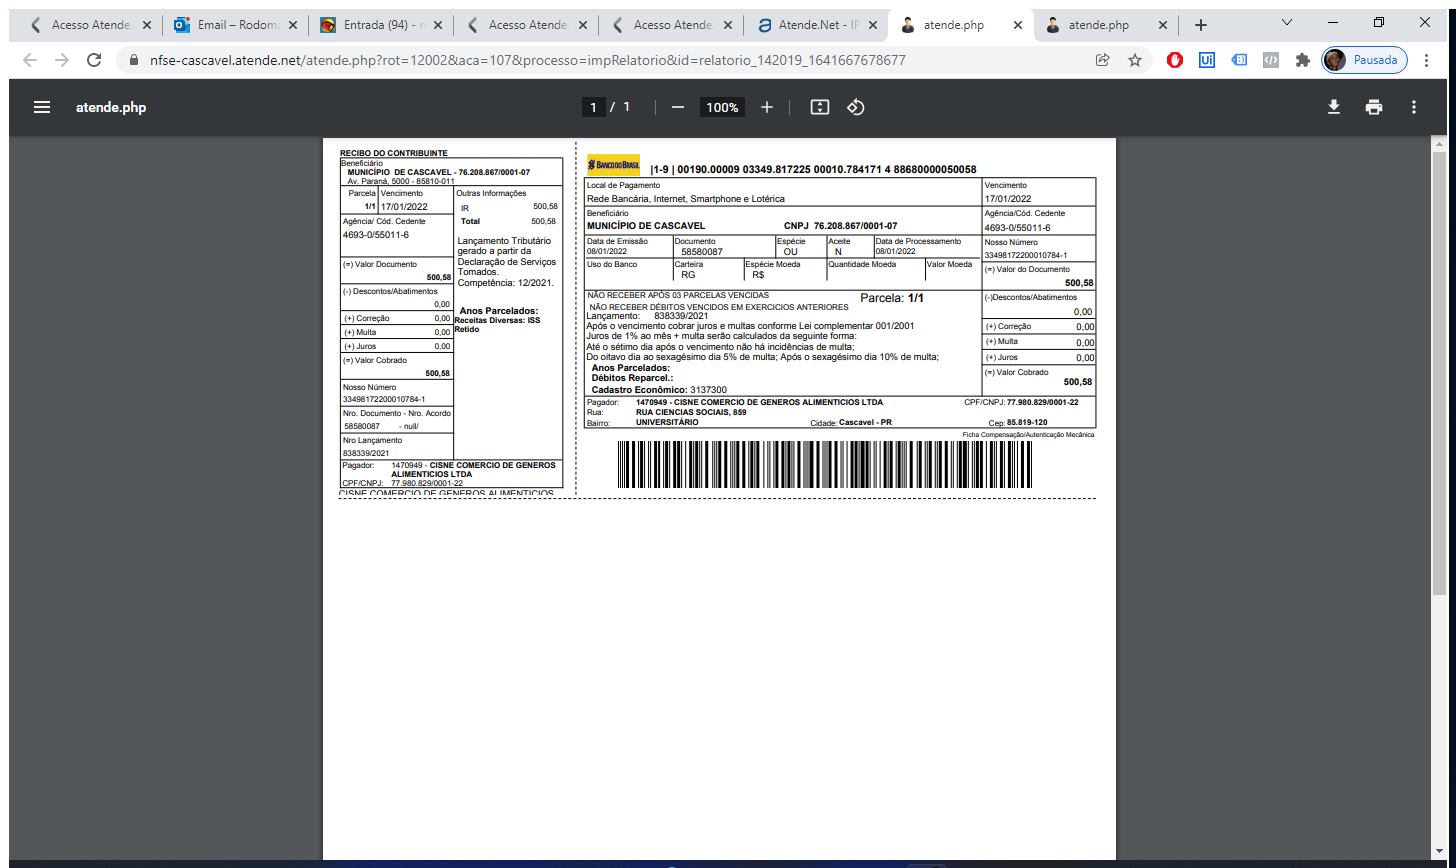 Acesso Atende.
Email – Rodom
Entrada (94) - n
Acesso Atende.
Acesso Atende.
Atende.Net - IP
atende.php
atende.php
nfse-cascavel.atende.net/atende.php?rot=12002&aca=107&processo=impRelatorio&id=relatorio_142019_1641667678677
Pausada
atende.php
1 / 1
100%
RECIBO DO CONTRIBUINTE
Beneficiário
MUNICÍPIO DE CASCAVEL - 76.208.867/0001-07
Av. Paraná, 5000 - 85810-011
Parcela Vencimento Outras Informações
1/1 17/01/2022 IR 500,58
Agência/ Cód. Cedente Total 500,58
4693-0/55011-6
Lançamento Tributário
gerado a partir da
Declaração de Serviços
Tomados.
Competência: 12/2021.
(=) Valor Documento
500,58
(-) Descontos/Abatimentos
0,00
Anos Parcelados:
Receitas Diversas: ISS
Retido
(+) Correção 0,00
(+) Multa 0,00
(+) Juros 0,00
(=) Valor Cobrado
500,58
Nosso Número
33498172200010784-1
Nro. Documento - Nro. Acordo
58580087 - null/
Nro Lançamento
838339/2021
Pagador: 1470949 - CISNE COMERCIO DE GENEROS
ALIMENTICIOS LTDA
CPF/CNPJ: 77.980.829/0001-22
CISNE COMERCIO DE GENEROS ALIMENTICIOS
BANCO DO BRASIL |1-9 | 00190.00009 03349.817225 00010.784171 4 88680000050058
Local de Pagamento Vencimento
Rede Bancária, Internet, Smartphone e Lotérica 17/01/2022
Beneficiário Agência/Cód. Cedente
MUNICÍPIO DE CASCAVEL CNPJ 76.208.867/0001-07 4693-0/55011-6
Data de Emissão Documento Espécie Aceite Data de Processamento Nosso Número
08/01/2022 58580087 OU N 08/01/2022 33498172200010784-1
Uso do Banco Carteira Espécie Moeda Quantidade Moeda Valor Moeda (=) Valor do Documento
RG R$ 500,58
NÃO RECEBER APÓS 03 PARCELAS VENCIDAS Parcela: 1/1 (-)Descontos/Abatimentos
NÃO RECEBER DÉBITOS VENCIDOS EM EXERCICIOS ANTERIORES 0,00
Lançamento: 838339/2021
Após o vencimento cobrar juros e multas conforme Lei complementar 001/2001 (+) Correção 0,00
Juros de 1% ao mês + multa serão calculados da seguinte forma:
Até o sétimo dia após o vencimento não há incidências de multa; (+) Multa 0,00
Do oitavo dia ao sexagésimo dia 5% de multa; Após o sexagésimo dia 10% de multa; (+) Juros 0,00
Anos Parcelados: (=) Valor Cobrado
Débitos Reparcel.: 500,58
Cadastro Econômico: 3137300
Pagador: 1470949 - CISNE COMERCIO DE GENEROS ALIMENTICIOS LTDA CPF/CNPJ: 77.980.829/0001-22
Rua: RUA CIENCIAS SOCIAIS, 859
Bairro: UNIVERSITÁRIO Cidade: Cascavel - PR Cep: 85.819-120
Ficha Compensação/Autenticação Mecânica